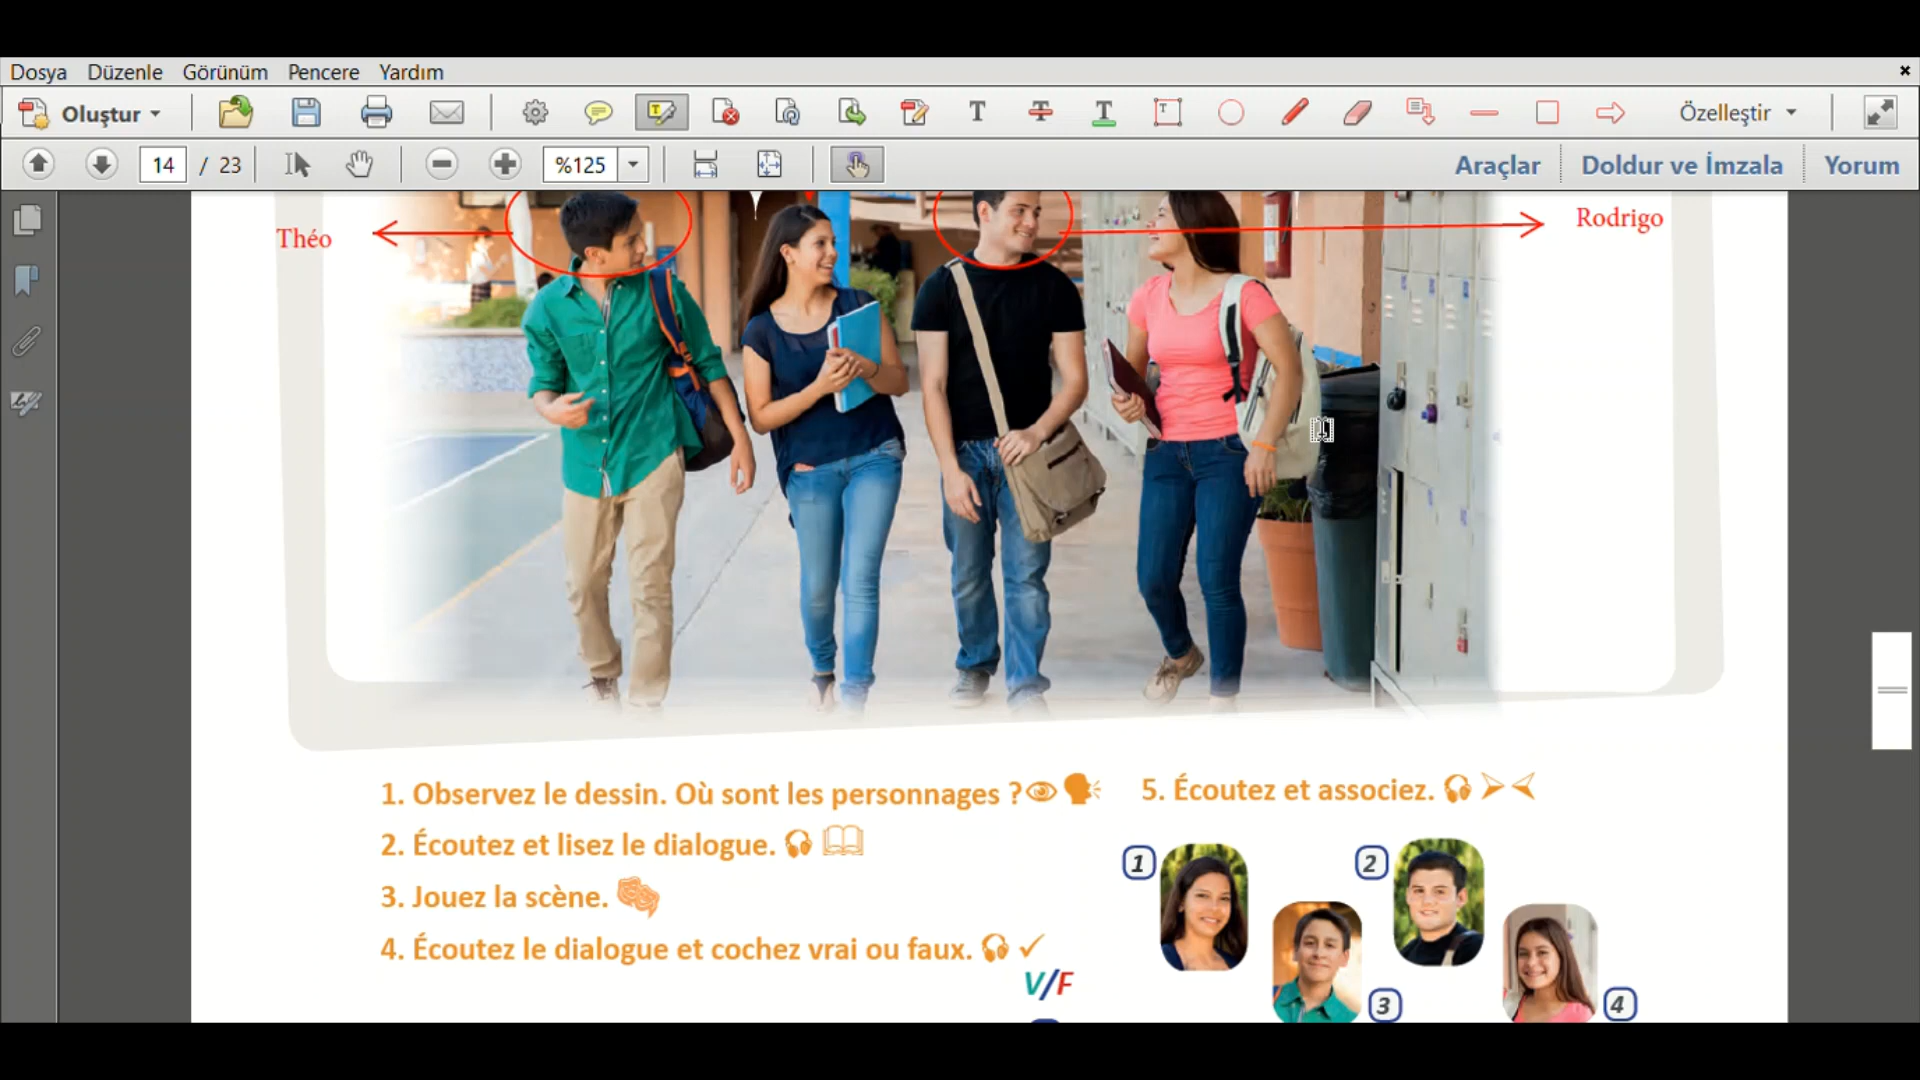 Dosya Düzenle Görünüm Pencere Yardım
Oluştur
Özelleştir
14 / 23
%125
Araçlar Doldur ve İmzala Yorum
Théo
Rodrigo
1. Observez le dessin. Où sont les personnages ?
2. Écoutez et lisez le dialogue.
3. Jouez la scène.
4. Écoutez le dialogue et cochez vrai ou faux.
V/F
5. Écoutez et associez.
1
2
3
4